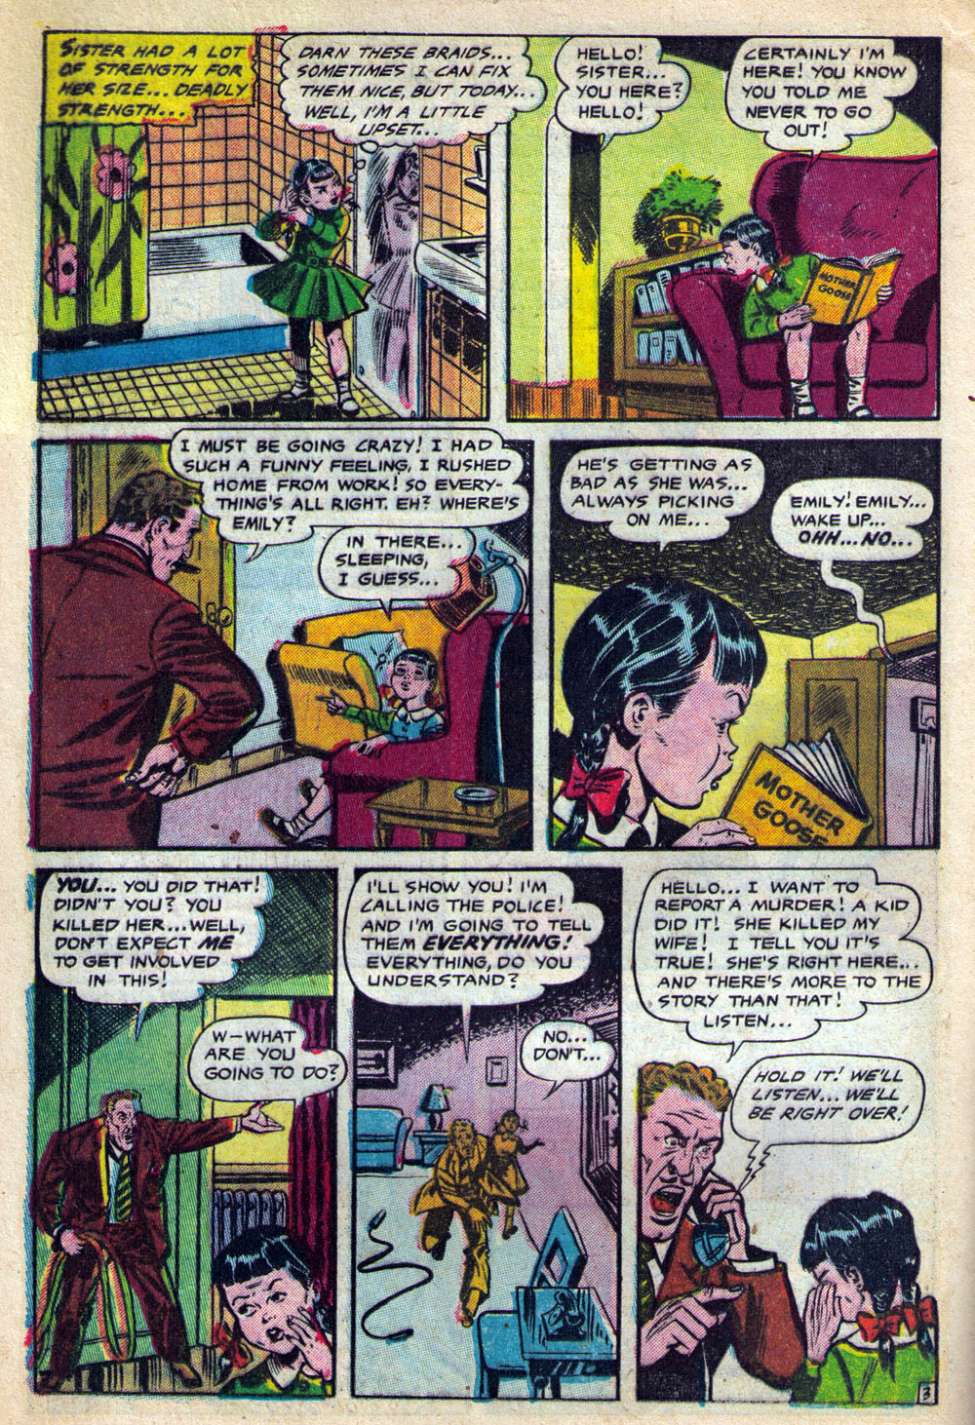 SISTER HAD A LOT
OF STRENGTH FOR
HER SIZE... DEADLY
STRENGTH...
DARN THESE BRAIDS...
SOMETIMES I CAN FIX
THEM NICE, BUT TODAY...
WELL, I'M A LITTLE
UPSET...
HELLO!
SISTER...
YOU HERE?
HELLO!
CERTAINLY I'M
HERE! YOU KNOW
YOU TOLD ME
NEVER TO GO
OUT!
MOTHER
GOOSE
I MUST BE GOING CRAZY! I HAD
SUCH A FUNNY FEELING, I RUSHED
HOME FROM WORK! SO EVERY-
THING'S ALL RIGHT. EH? WHERE'S
EMILY?
IN THERE...
SLEEPING,
I GUESS...
HE'S GETTING AS
BAD AS SHE WAS...
ALWAYS PICKING
ON ME...
EMILY! EMILY...
WAKE UP...
OHH...NO...
MOTHER
GOOSE
YOU... YOU DID THAT!
DIDN'T YOU? YOU
KILLED HER...WELL,
DON'T EXPECT ME
TO GET INVOLVED
IN THIS!
W-WHAT
ARE YOU
GOING TO DO?
I'LL SHOW YOU! I'M
CALLING THE POLICE!
AND I'M GOING TO TELL
THEM EVERYTHING!
EVERYTHING, DO YOU
UNDERSTAND?
NO...
DON'T...
HELLO... I WANT TO
REPORT A MURDER! A KID
DID IT! SHE KILLED MY
WIFE! I TELL YOU IT'S
TRUE! SHE'S RIGHT HERE...
AND THERE'S MORE TO THE
STORY THAN THAT!
LISTEN...
HOLD IT! WE'LL
LISTEN... WE'LL
BE RIGHT OVER!
3